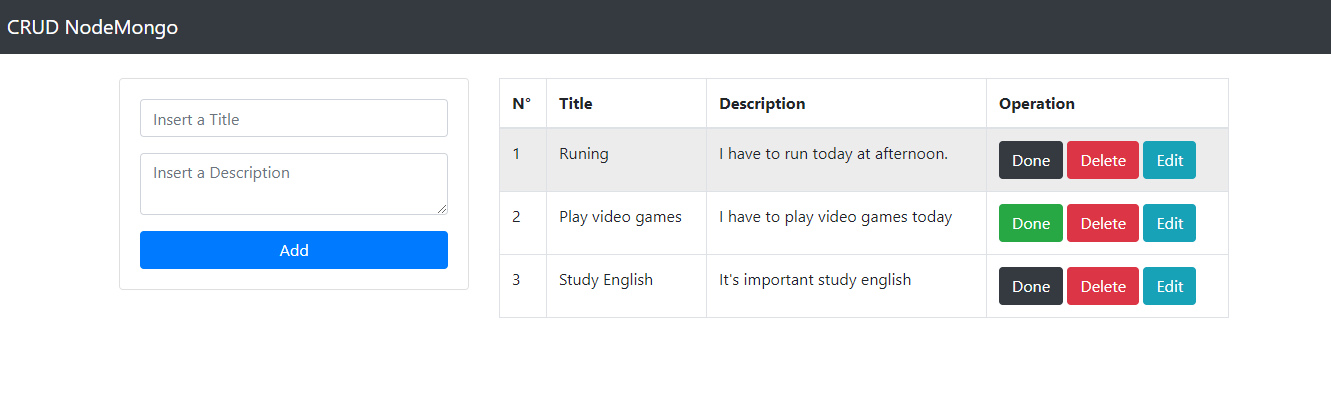 CRUD NodeMongo
Insert a Title
Insert a Description
Add
N° Title Description Operation
1 Runing I have to run today at afternoon. Done Delete Edit
2 Play video games I have to play video games today Done Delete Edit
3 Study English It's important study english Done Delete Edit